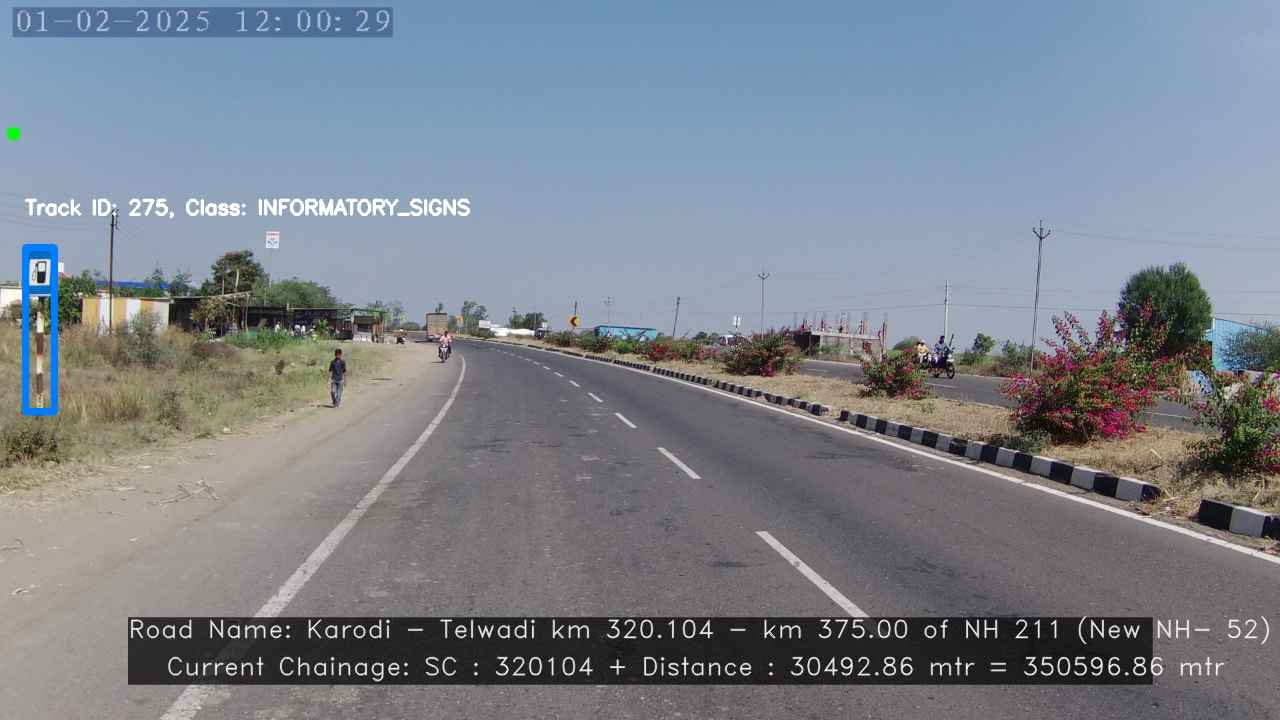 01-02-2025 12:00:29
Track ID: 275, Class: INFORMATORY_SIGNS
Road Name: Karodi - Telwadi km 320.104 - km 375.00 of NH 211 (New NH- 52)
Current Chainage: SC : 320104 + Distance : 30492.86 mtr = 350596.86 mtr